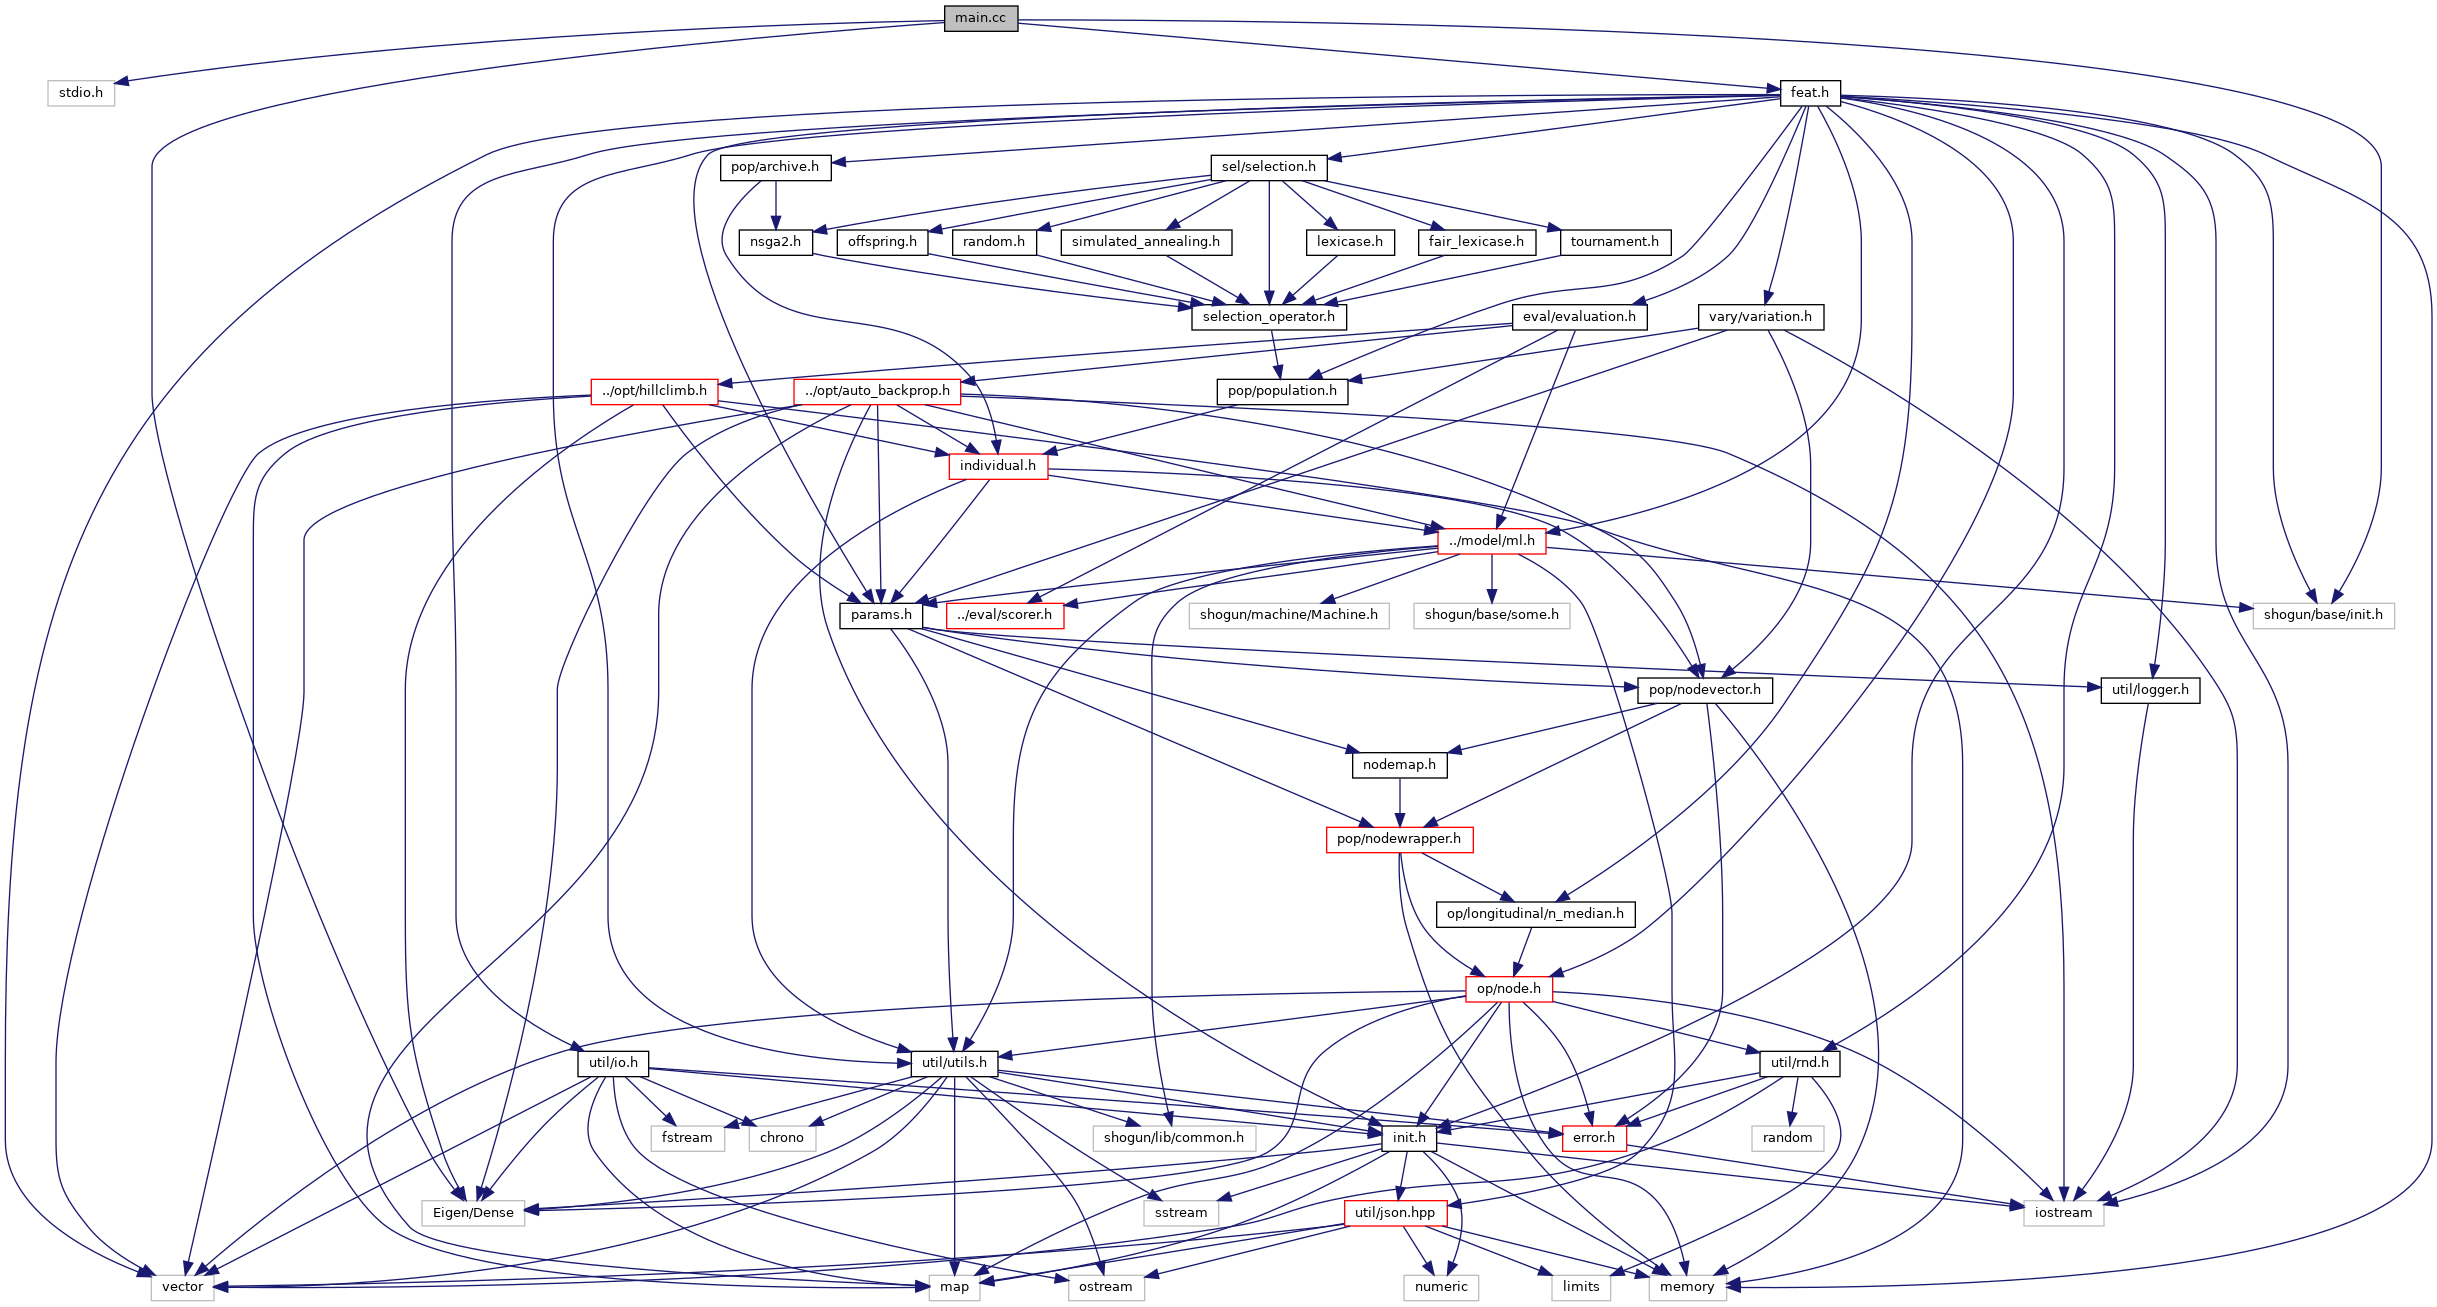 main.cc
stdio.h
feat.h
pop/archive.h
sel/selection.h
nsga2.h
offspring.h
random.h
simulated_annealing.h
lexicase.h
fair_lexicase.h
tournament.h
selection_operator.h
eval/evaluation.h
vary/variation.h
../opt/hillclimb.h
../opt/auto_backprop.h
pop/population.h
individual.h
../model/ml.h
params.h
../eval/scorer.h
shogun/machine/Machine.h
shogun/base/some.h
shogun/base/init.h
pop/nodevector.h
util/logger.h
nodemap.h
pop/nodewrapper.h
op/longitudinal/n_median.h
op/node.h
util/io.h
util/utils.h
util/rnd.h
fstream
chrono
shogun/lib/common.h
init.h
error.h
random
Eigen/Dense
sstream
util/json.hpp
iostream
vector
map
ostream
numeric
limits
memory